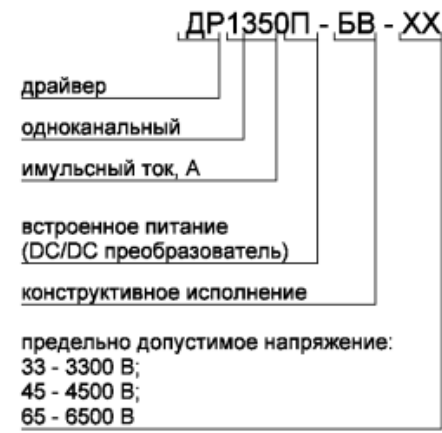 ДР1350П - БВ - ХХ
драйвер
одноканальный
имульсный ток, А
встроенное питание
(DC/DC преобразователь)
конструктивное исполнение
предельно допустимое напряжение:
33 - 3300 В;
45 - 4500 В;
65 - 6500 В